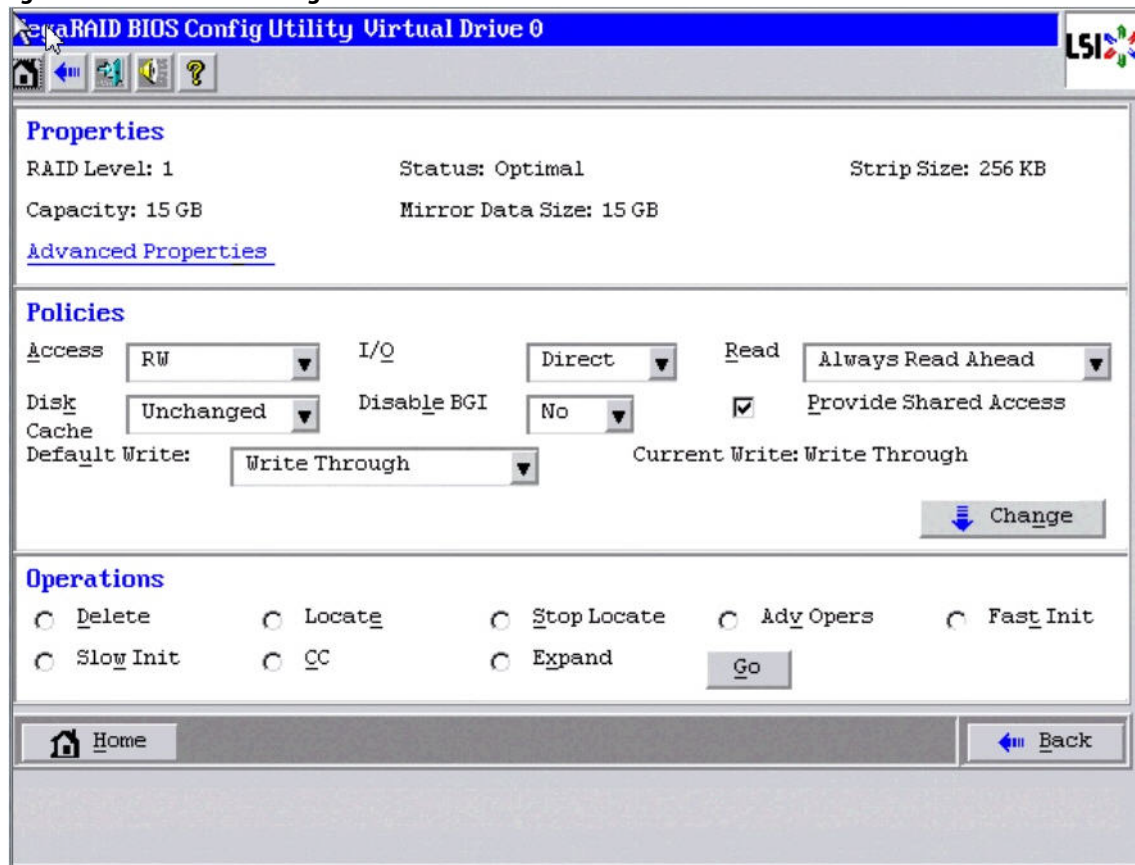 RAID BIOS Config Utility Virtual Drive 0
LSI
Properties
RAID Level: 1 Status: Optimal Strip Size: 256 KB
Capacity: 15 GB Mirror Data Size: 15 GB
Advanced Properties
Policies
Access RW I/O Direct Read Always Read Ahead
Disk Cache Unchanged Disable BGI No Provide Shared Access
Default Write: Write Through Current Write: Write Through
Change
Operations
Delete Locate Stop Locate Adv Opers Fast Init
Slow Init CC Expand Go
Home Back